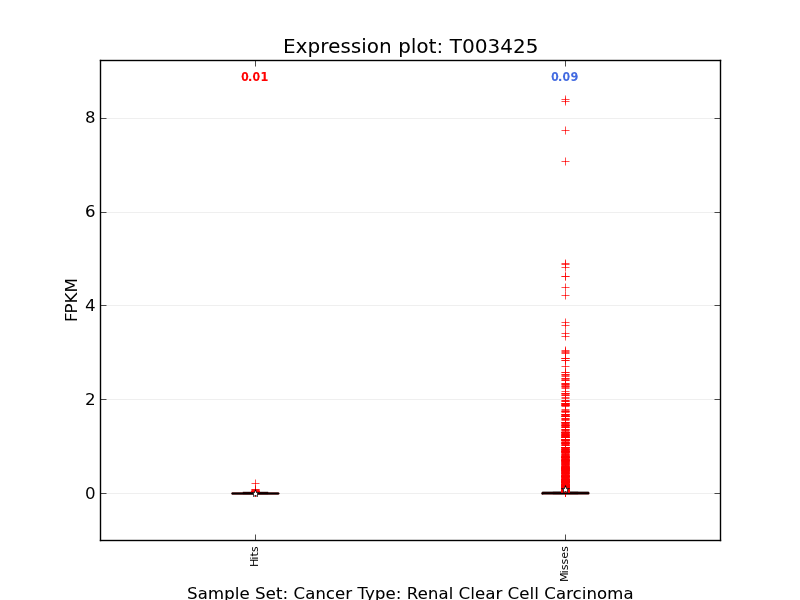 Expression plot: T003425
0.01 0.09
8
6
4
2
0
FPKM
Hits
Misses
Sample Set: Cancer Type: Renal Clear Cell Carcinoma